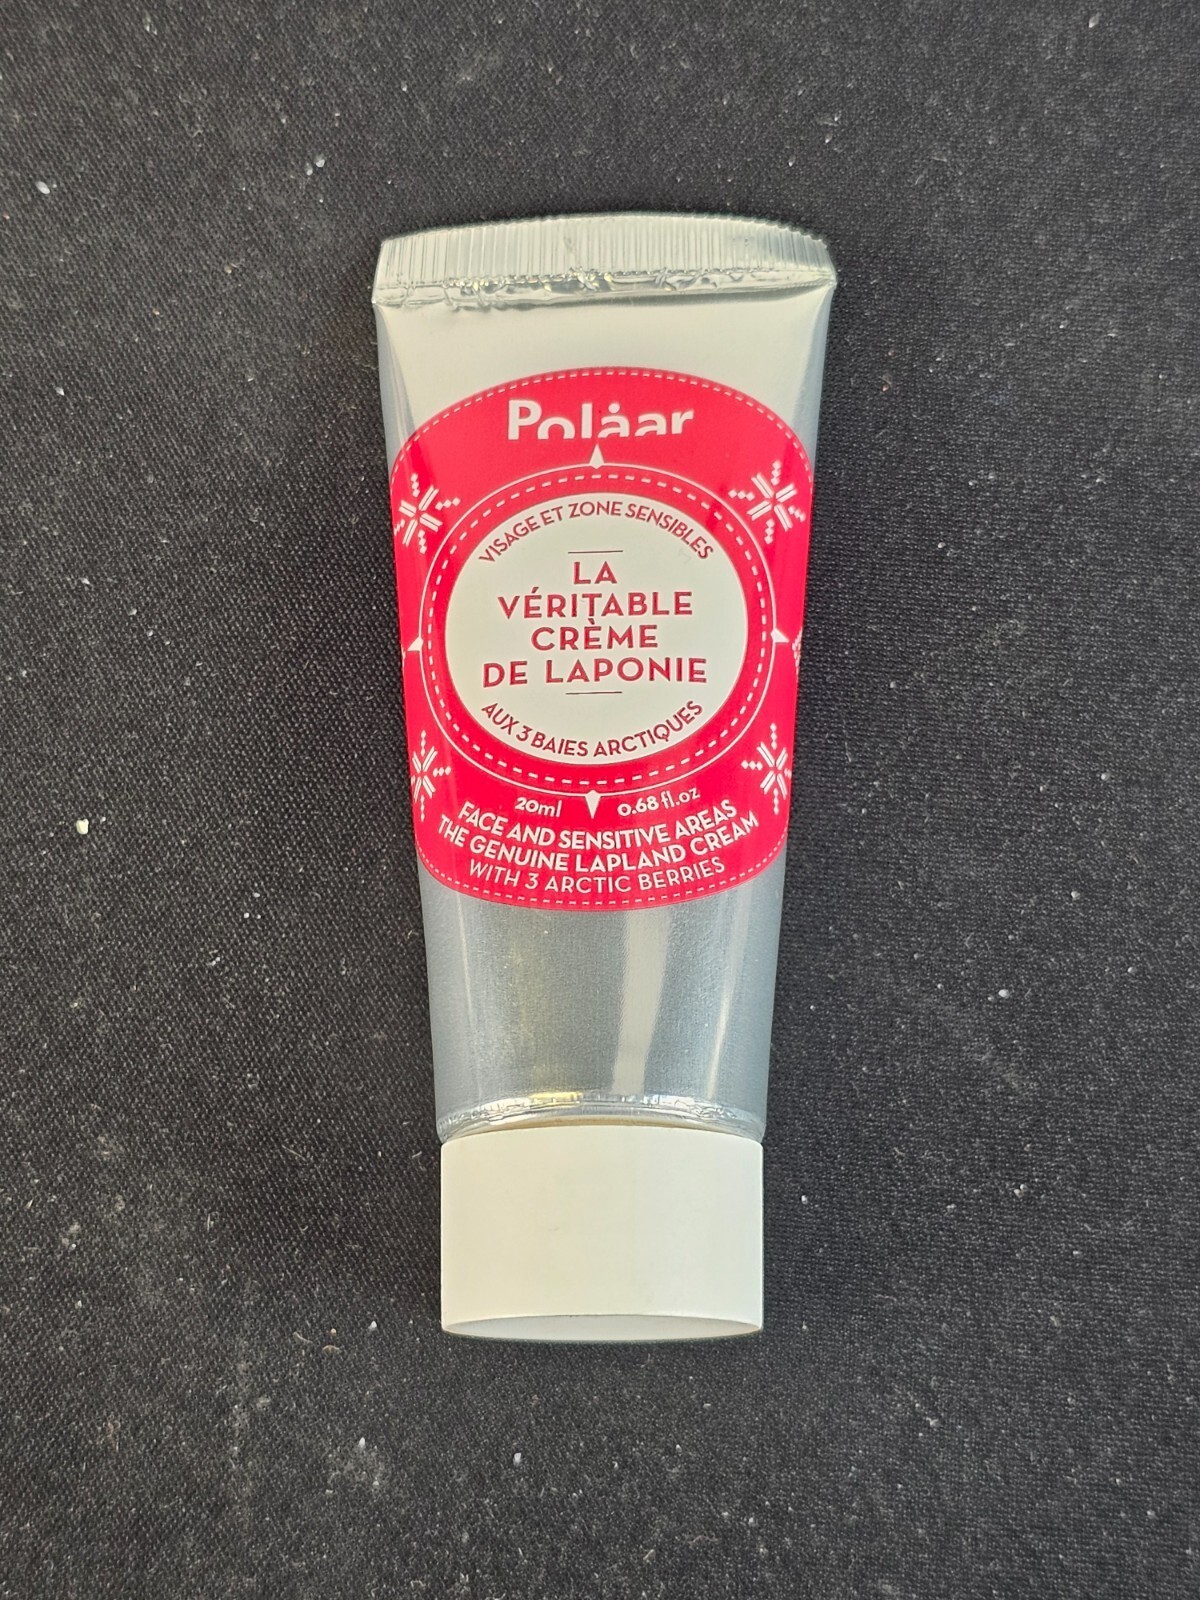 Polåar
VISAGE ET ZONE SENSIBLES
LA
VÉRITABLE
CRÈME
DE LAPONIE
AUX 3 BAIES ARCTIQUES
20ml 0.68 fl.oz
FACE AND SENSITIVE AREAS
THE GENUINE LAPLAND CREAM
WITH 3 ARCTIC BERRIES